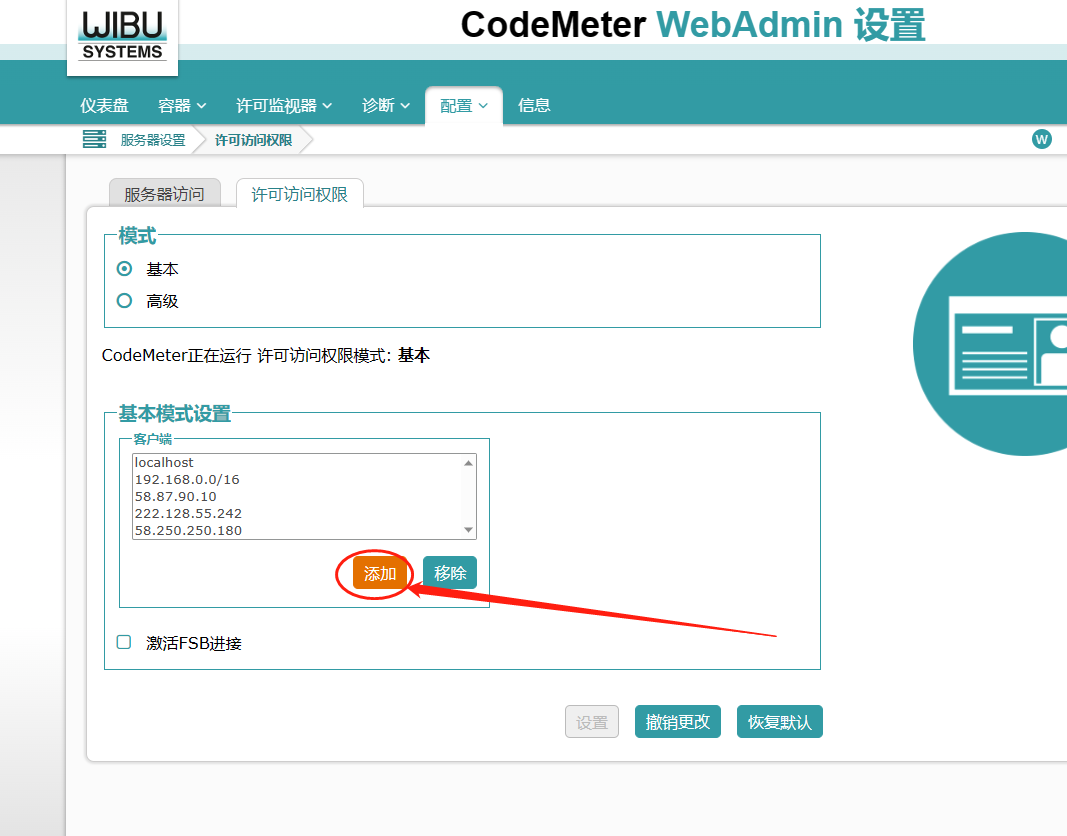 WIBU
SYSTEMS
CodeMeter WebAdmin 设置
仪表盘 容器 许可监视器 诊断 配置 信息
服务器设置 许可访问权限
W
服务器访问 许可访问权限
模式
基本
高级
CodeMeter正在运行 许可访问权限模式: 基本
基本模式设置
客户端
localhost
192.168.0.0/16
58.87.90.10
222.128.55.242
58.250.250.180
添加 移除
激活FSB进接
设置 撤销更改 恢复默认